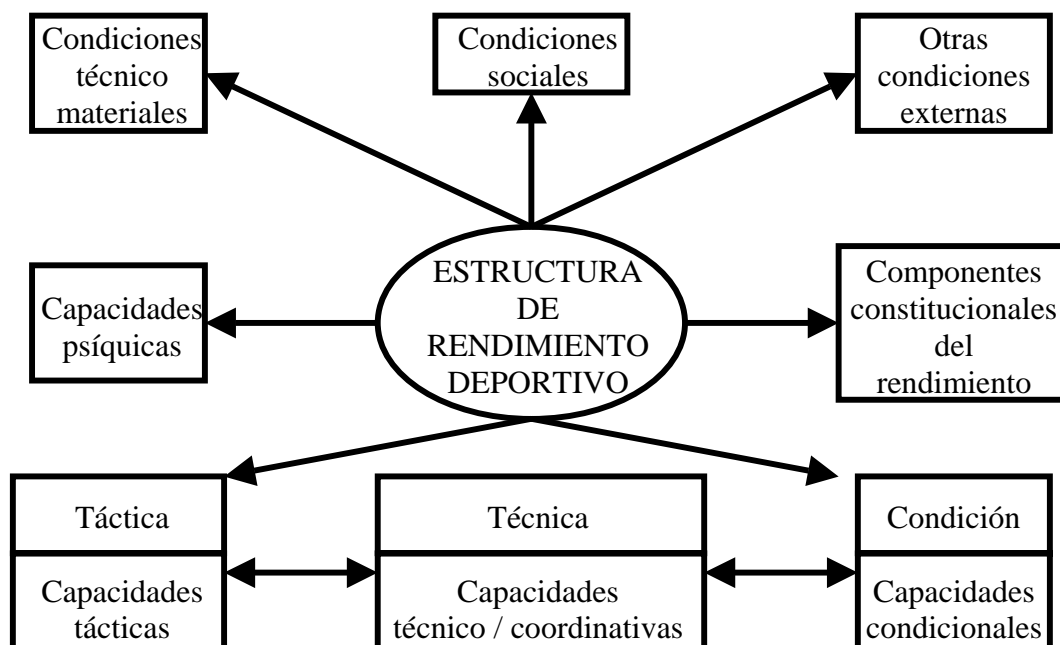 Condiciones
técnico
materiales
Condiciones
sociales
Otras
condiciones
externas
Capacidades
psíquicas
ESTRUCTURA
DE
RENDIMIENTO
DEPORTIVO
Componentes
constitucionales
del
rendimiento
Táctica
Técnica
Condición
Capacidades
tácticas
Capacidades
técnico / coordinativas
Capacidades
condicionales